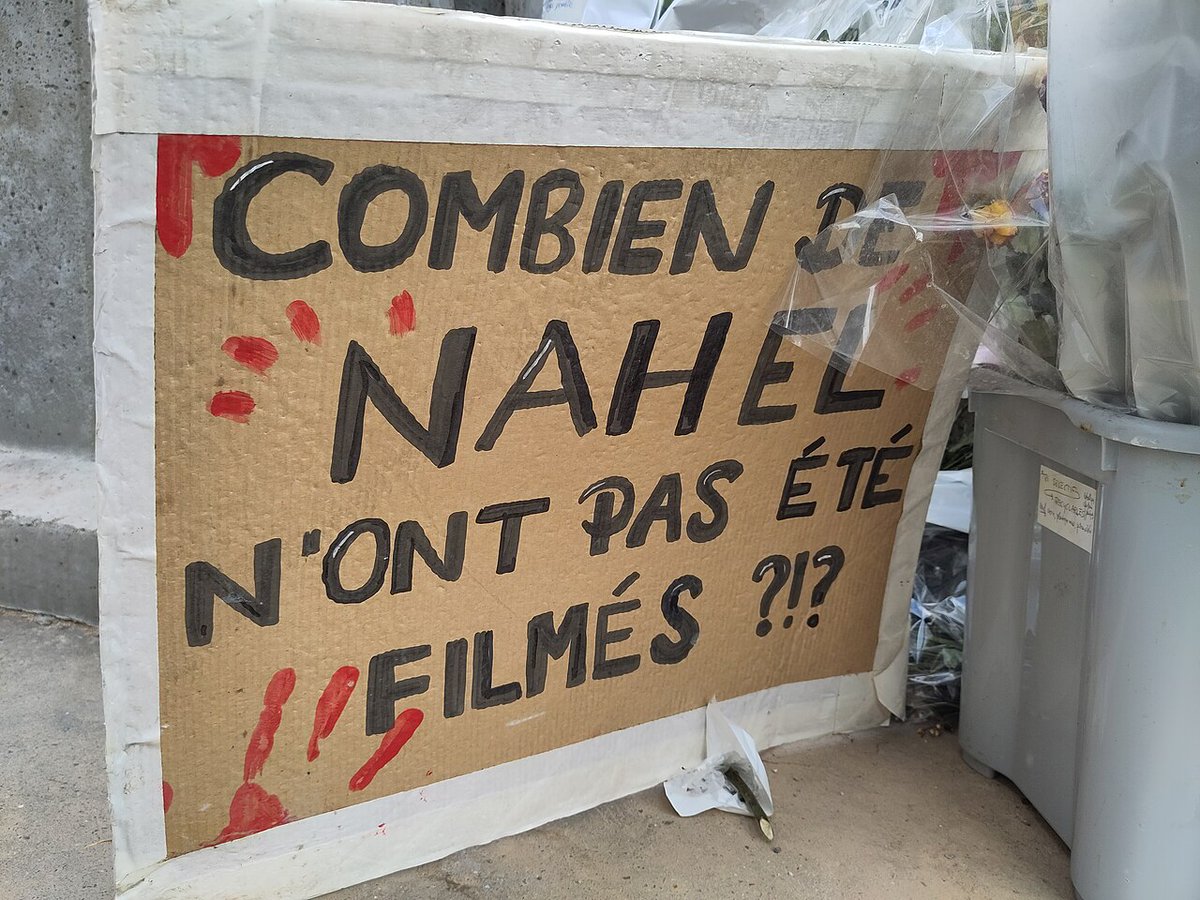 COMBIEN DE
NAHEL
N'ONT PAS ÉTÉ
FILMÉS ?!?